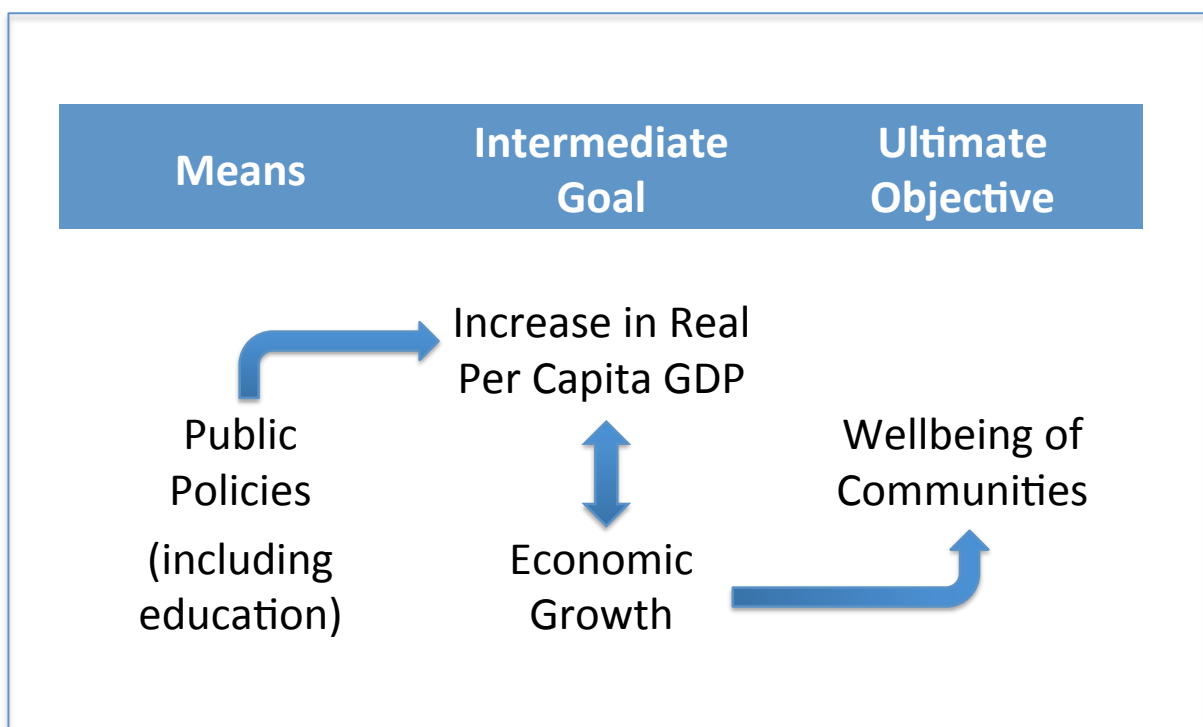 Means
Intermediate
Goal
Ultimate
Objective
Increase in Real
Per Capita GDP
Public
Policies
(including
education)
Economic
Growth
Wellbeing of
Communities